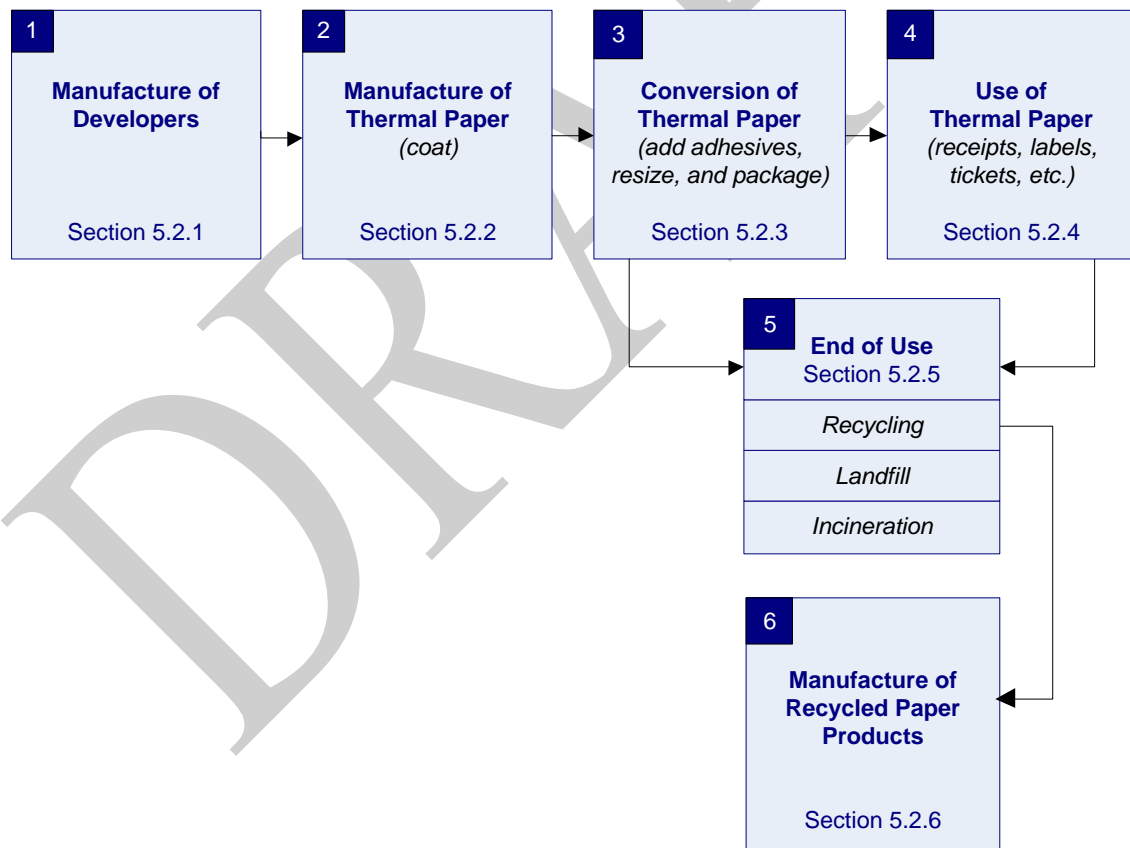 1
Manufacture of
Developers
Section 5.2.1
2
Manufacture of
Thermal Paper
(coat)
Section 5.2.2
3
Conversion of
Thermal Paper
(add adhesives,
resize, and package)
Section 5.2.3
4
Use of
Thermal Paper
(receipts, labels,
tickets, etc.)
Section 5.2.4
5
End of Use
Section 5.2.5
Recycling
Landfill
Incineration
6
Manufacture of
Recycled Paper
Products
Section 5.2.6
DRA